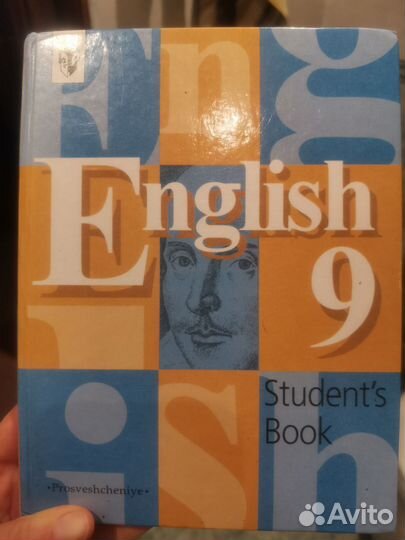 English
9
Student's
Book
•Prosveshcheniye•
Avito